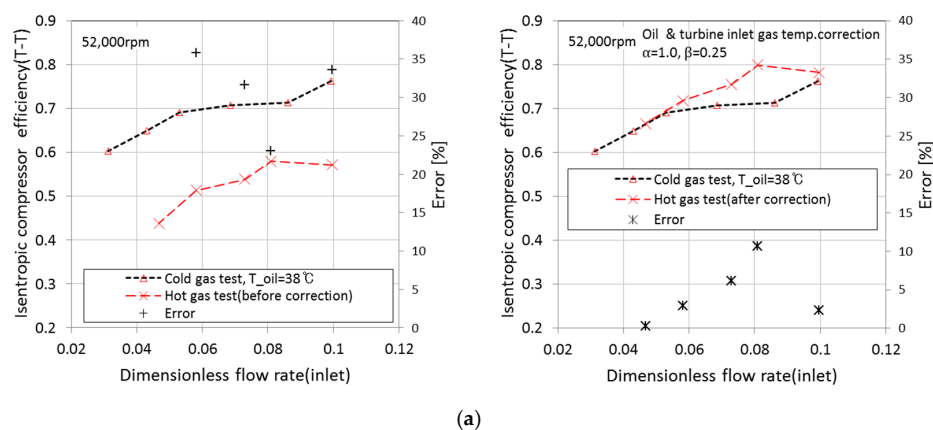 52,000rpm
Isentropic compressor efficiency(T-T)
0.9
0.8
0.7
0.6
0.5
0.4
0.3
0.2
40
35
30
25
20
15
10
5
0
Error [%]
Cold gas test, T_oil=38℃
Hot gas test(before correction)
Error
0.02 0.04 0.06 0.08 0.10 0.12
Dimensionless flow rate(inlet)
52,000rpm
Oil & turbine inlet gas temp.correction
α=1.0, β=0.25
Isentropic compressor efficiency(T-T)
0.9
0.8
0.7
0.6
0.5
0.4
0.3
0.2
40
35
30
25
20
15
10
5
0
Error [%]
Cold gas test, T_oil=38℃
Hot gas test(after correction)
Error
0.02 0.04 0.06 0.08 0.10 0.12
Dimensionless flow rate(inlet)
(a)